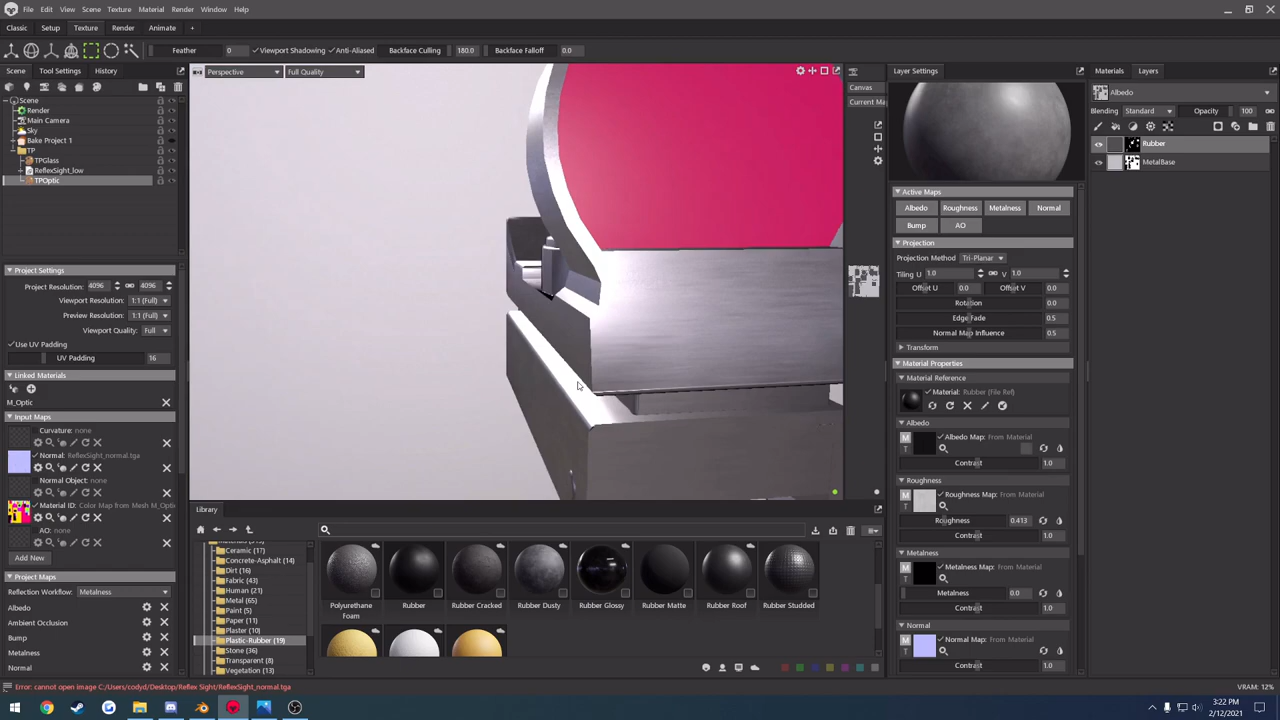 File Edit View Scene Texture Material Render Window Help
Classic Setup Texture Render Animate +
Feather 0 Viewport Shadowing Anti-Aliased Backface Culling 180.0 Backface Falloff 0.0
Scene Tool Settings History
Perspective Full Quality
Scene
Render
Main Camera
Sky
Bake Project 1
TP
TPGlass
ReflexSight_low
TPOptic
Project Settings
Project Resolution: 4096 4096
Viewport Resolution: 1:1 (Full)
Preview Resolution: 1:1 (Full)
Viewport Quality: Full
Use UV Padding
UV Padding 16
Linked Materials
M_Optic
Input Maps
Curvature: none
Normal: ReflexSight_normal.tga
Normal Object: none
Material ID: Color Map from Mesh M_Optic
AO: none
Add New
Project Maps
Reflection Workflow: Metalness
Albedo
Ambient Occlusion
Bump
Metalness
Normal
Error: cannot open image C:/Users/codyd/Desktop/Reflex Sight/ReflexSight_normal.tga
Library
Ceramic (17)
Concrete-Asphalt (14)
Dirt (16)
Fabric (43)
Human (21)
Metal (65)
Paint (5)
Paper (11)
Plaster (10)
Plastic-Rubber (19)
Stone (36)
Transparent (8)
Vegetation (13)
Polyurethane Foam
Rubber
Rubber Cracked
Rubber Dusty
Rubber Glossy
Rubber Matte
Rubber Roof
Rubber Studded
Canvas
Current Ma
Layer Settings
Active Maps
Albedo Roughness Metalness Normal
Bump AO
Projection
Projection Method Tri-Planar
Tiling U 1.0 V 1.0
Offset U 0.0 Offset V 0.0
Rotation 0.0
Edge Fade 0.5
Normal Map Influence 0.5
Transform
Material Properties
Material Reference
Material: Rubber (File Ref)
Albedo
M Albedo Map: From Material
T
Contrast 1.0
Roughness
M Roughness Map: From Material
T
Roughness 0.413
Contrast 1.0
Metalness
M Metalness Map: From Material
T
Metalness 0.0
Contrast 1.0
Normal
M Normal Map: From Material
T
Contrast 1.0
Materials Layers
Albedo
Blending Standard Opacity 100
Rubber
MetalBase
VRAM: 12%
3:22 PM
2/12/2021